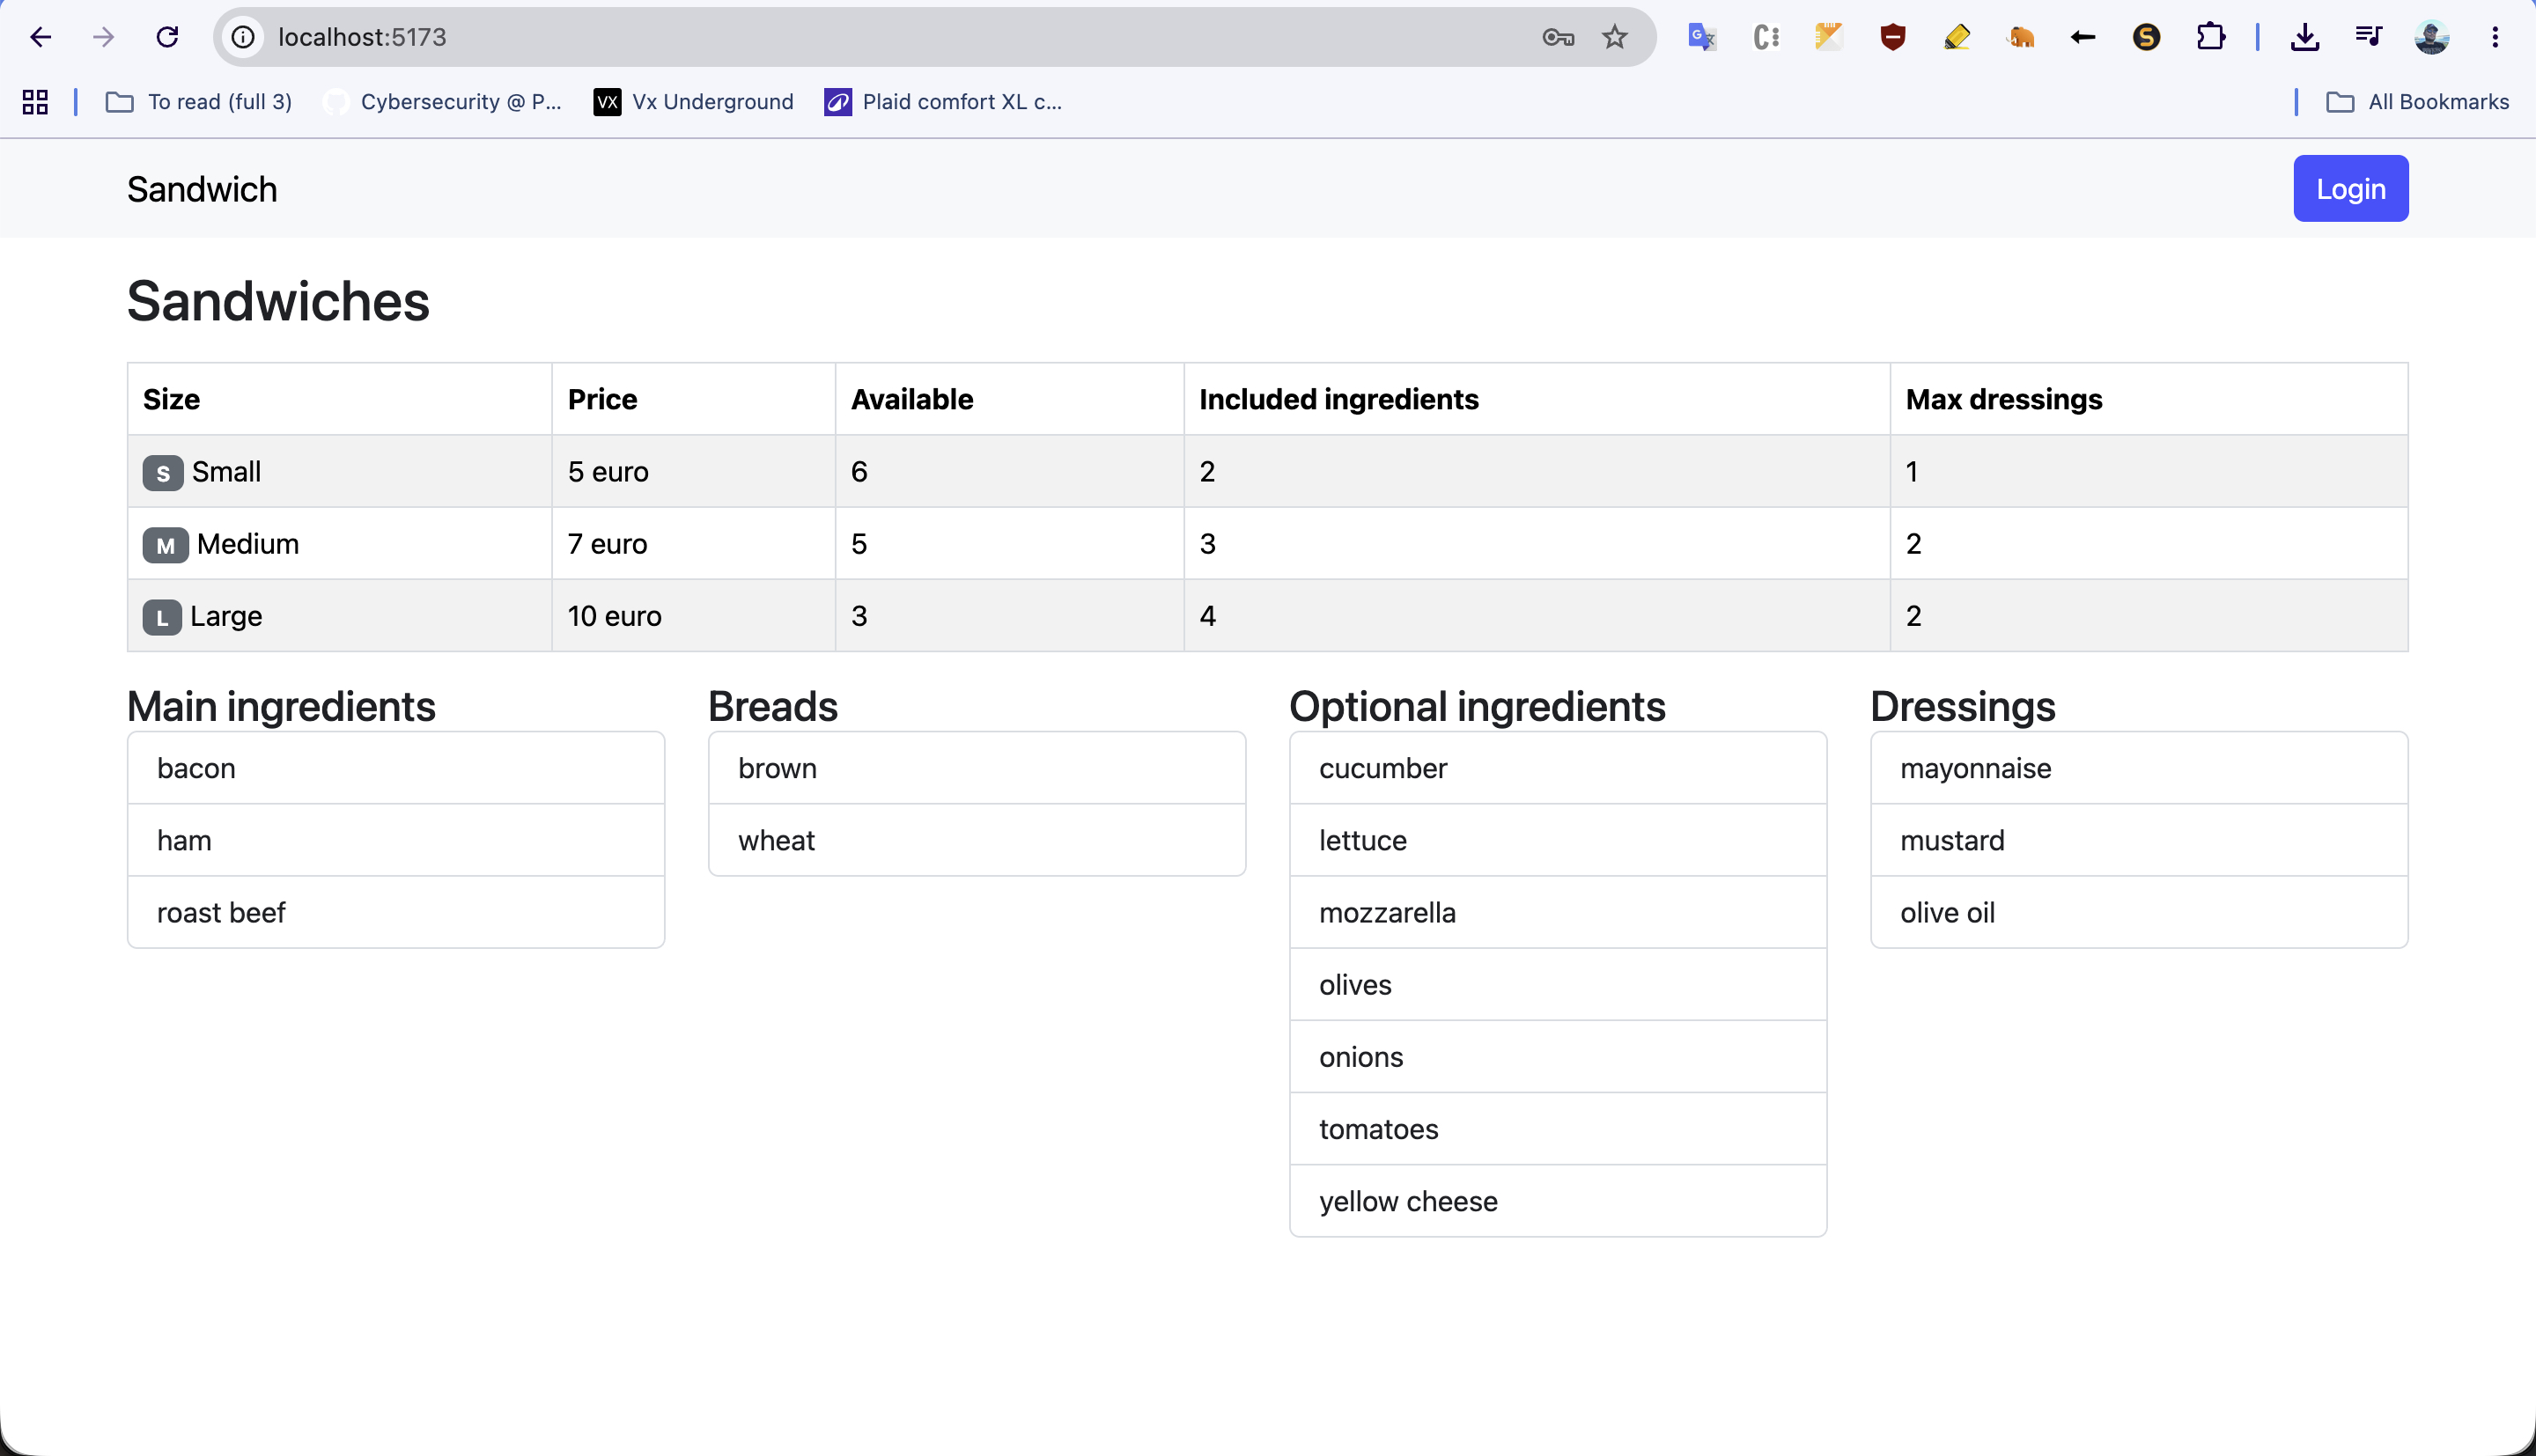 localhost:5173
To read (full 3) Cybersecurity @ P... VX Vx Underground Plaid comfort XL c... All Bookmarks
Sandwich Login
Sandwiches
Size Price Available Included ingredients Max dressings
S Small 5 euro 6 2 1
M Medium 7 euro 5 3 2
L Large 10 euro 3 4 2
Main ingredients
bacon
ham
roast beef
Breads
brown
wheat
Optional ingredients
cucumber
lettuce
mozzarella
olives
onions
tomatoes
yellow cheese
Dressings
mayonnaise
mustard
olive oil